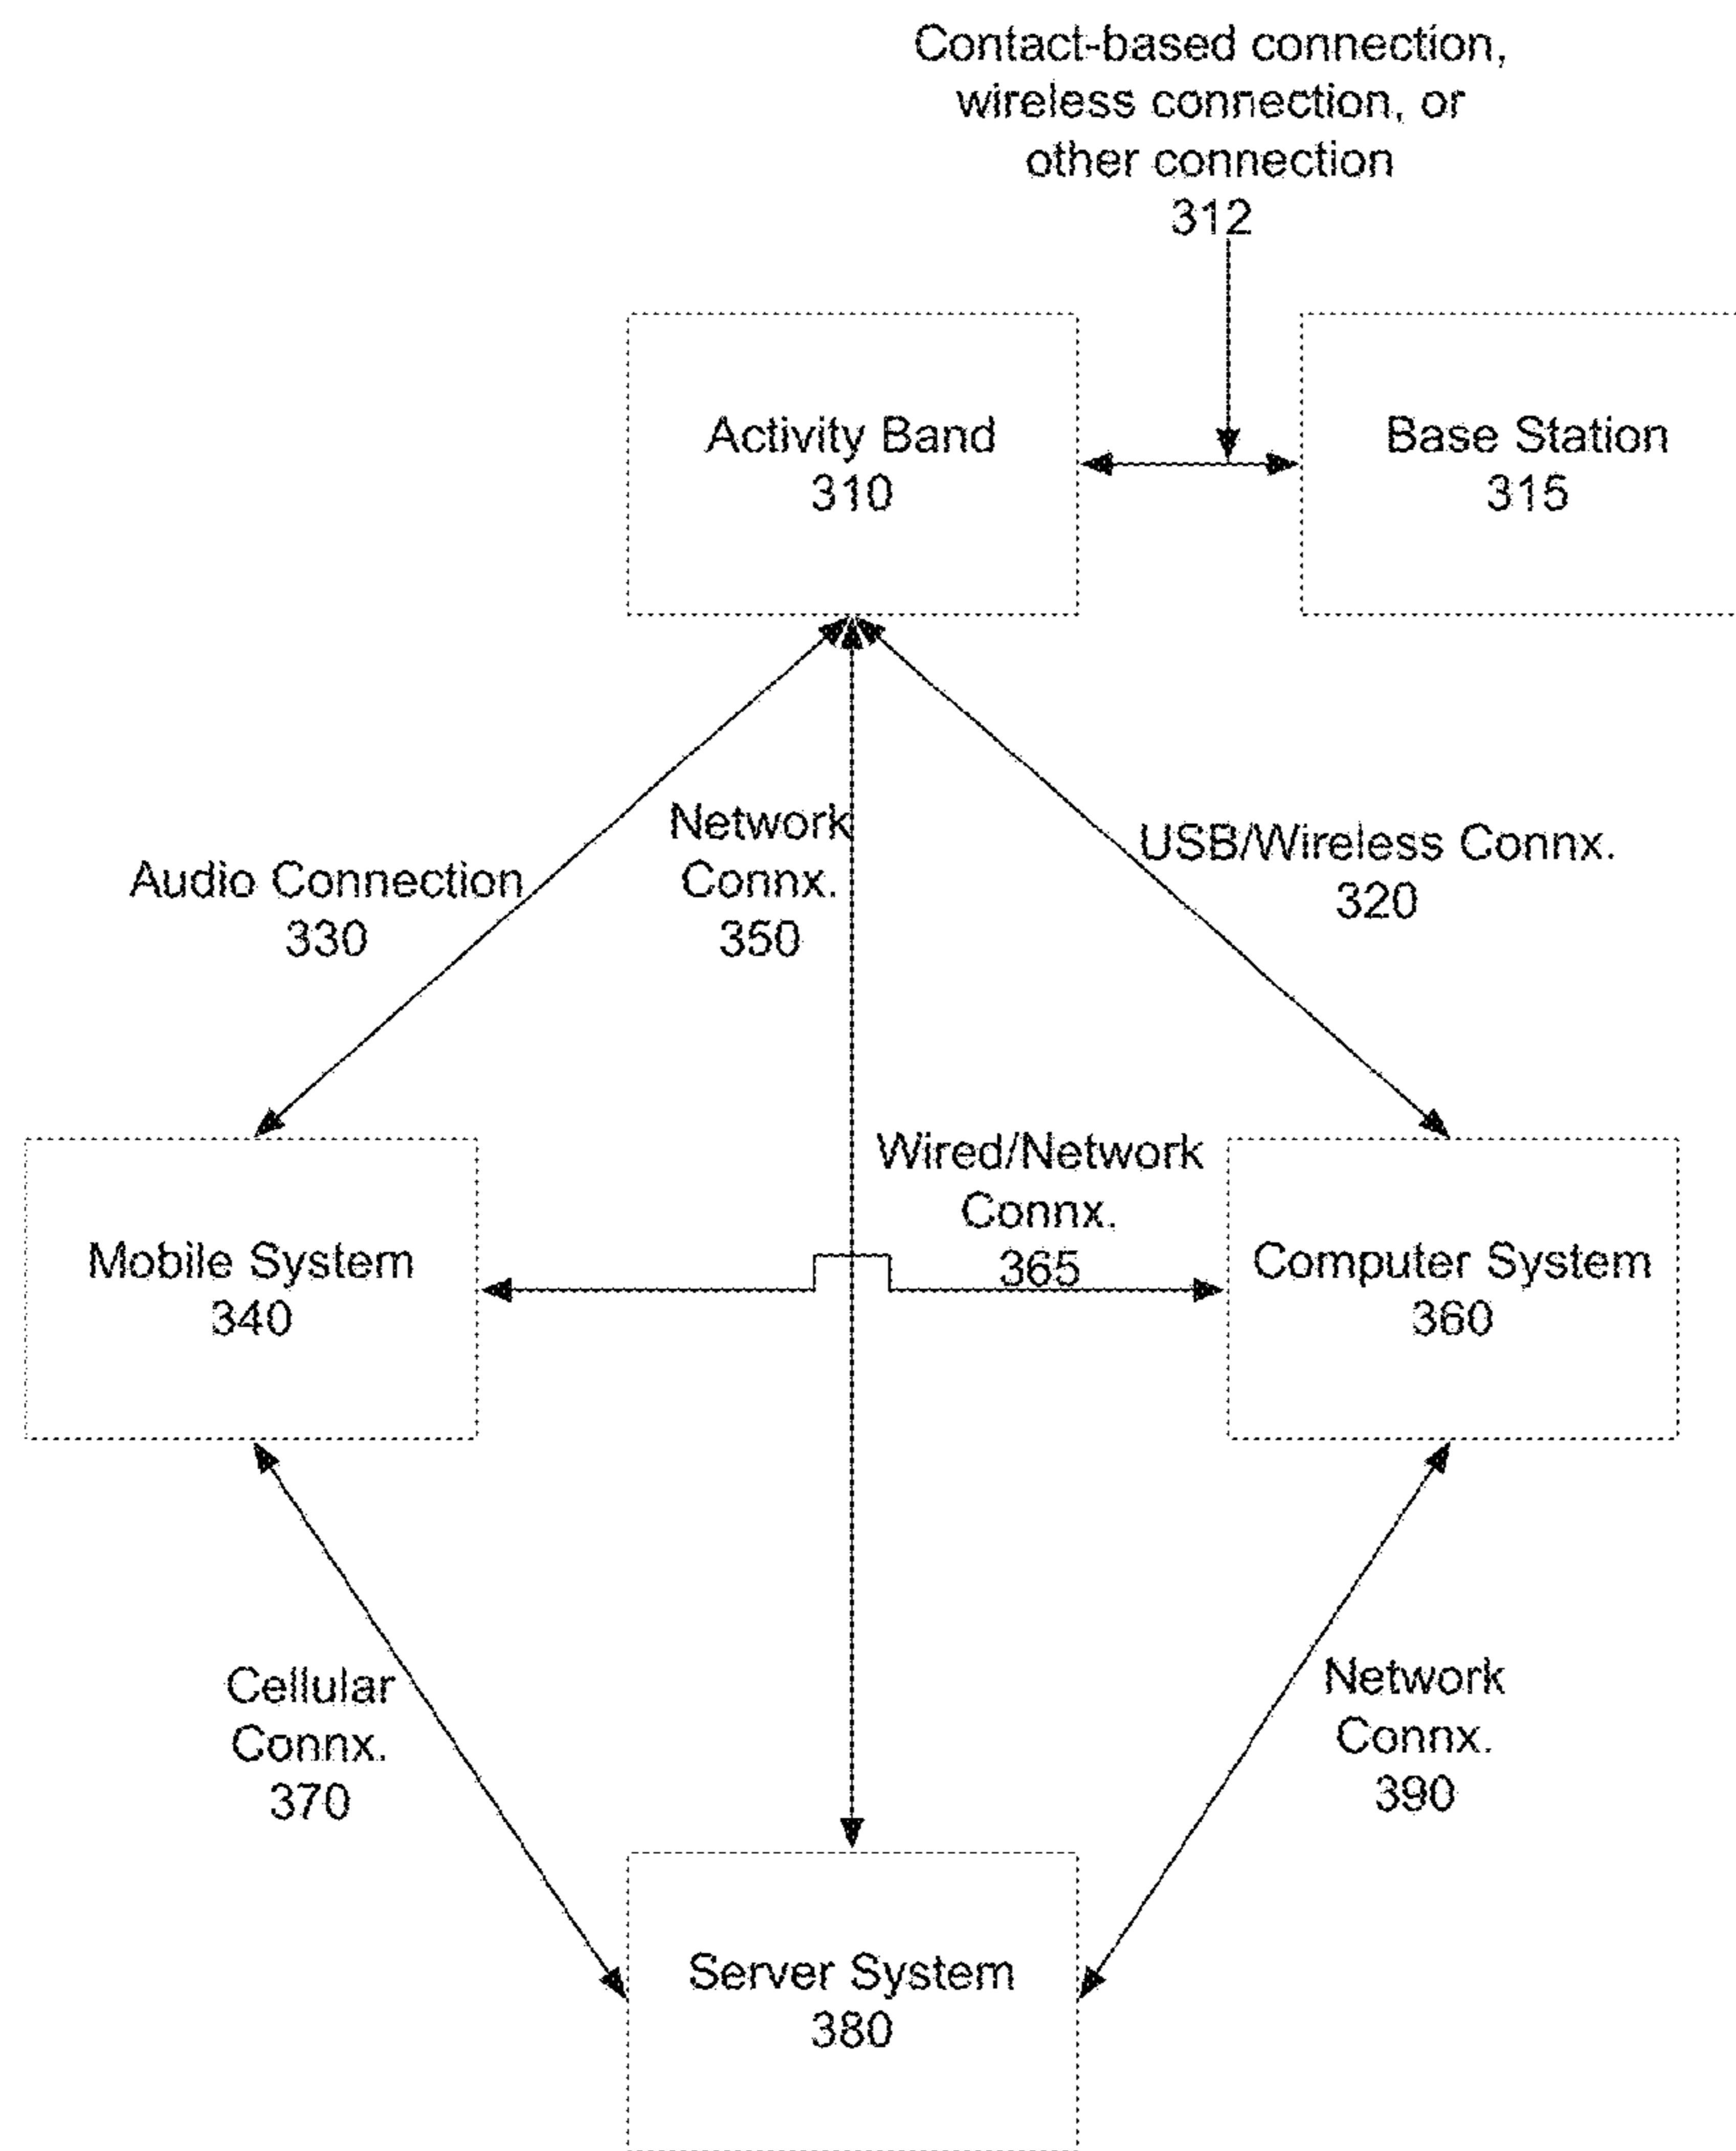 Contact-based connection,
wireless connection, or
other connection
312
Activity Band
310
Base Station
315
Audio Connection
330
Network
Connx.
350
USB/Wireless Connx.
320
Mobile System
340
Wired/Network
Connx.
365
Computer System
360
Cellular
Connx.
370
Network
Connx.
390
Server System
380